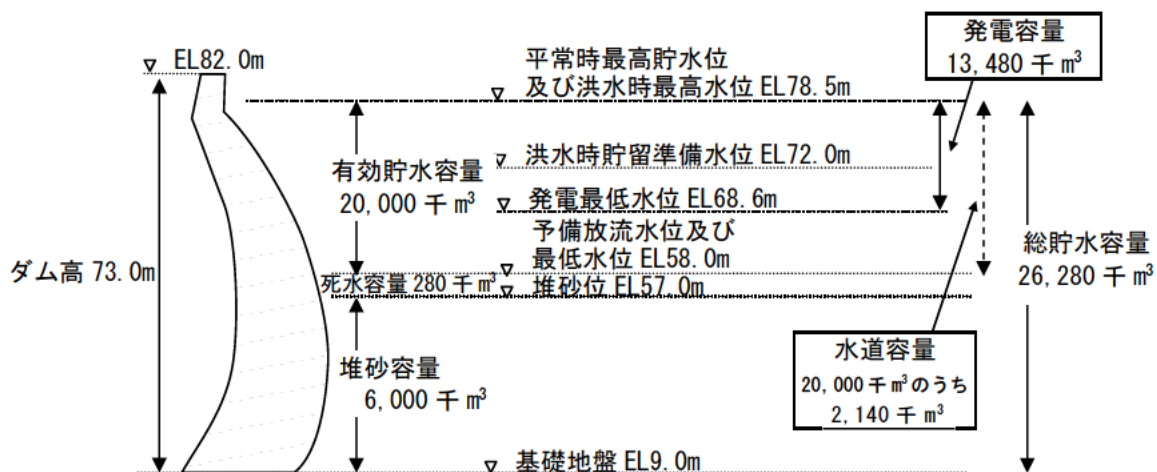 EL82.0m
平常時最高貯水位
及び洪水時最高水位 EL78.5m
発電容量
13,480 千㎥
有効貯水容量
20,000 千㎥
洪水時貯留準備水位 EL72.0m
発電最低水位 EL68.6m
予備放流水位及び
最低水位 EL58.0m
死水容量 280 千㎥
堆砂位 EL57.0m
ダム高 73.0m
総貯水容量
26,280 千㎥
堆砂容量
6,000 千㎥
水道容量
20,000 千㎥のうち
2,140 千㎥
基礎地盤 EL9.0m